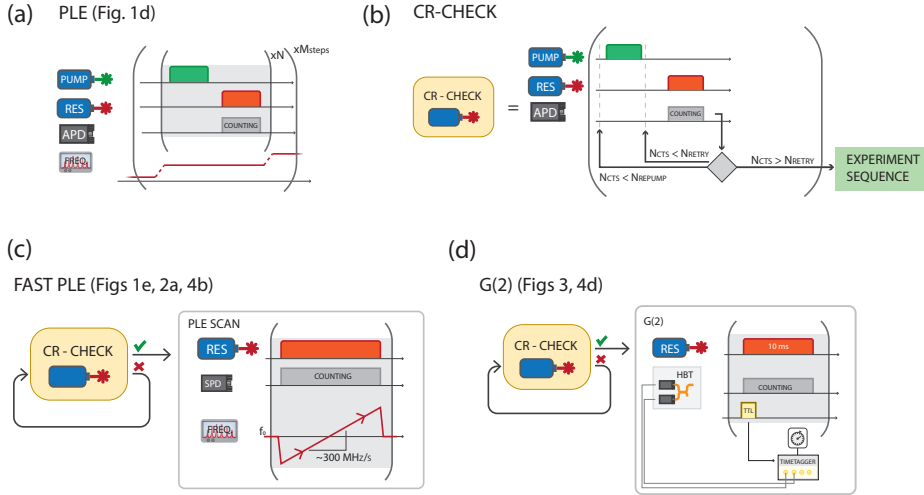 (a) PLE (Fig. 1d)
xN
xMsteps
PUMP
RES
APD
COUNTING
FREQ
(b) CR-CHECK
CR - CHECK
=
PUMP
RES
APD
COUNTING
NCTS < NRETRY
NCTS > NRETRY
NCTS < NREPUMP
EXPERIMENT
SEQUENCE
(c)
FAST PLE (Figs 1e, 2a, 4b)
CR - CHECK
PLE SCAN
RES
SPD
COUNTING
FREQ
f₀
~300 MHz/s
(d)
G(2) (Figs 3, 4d)
CR - CHECK
G(2)
RES
10 ms
HBT
COUNTING
TTL
TIMETAGGER